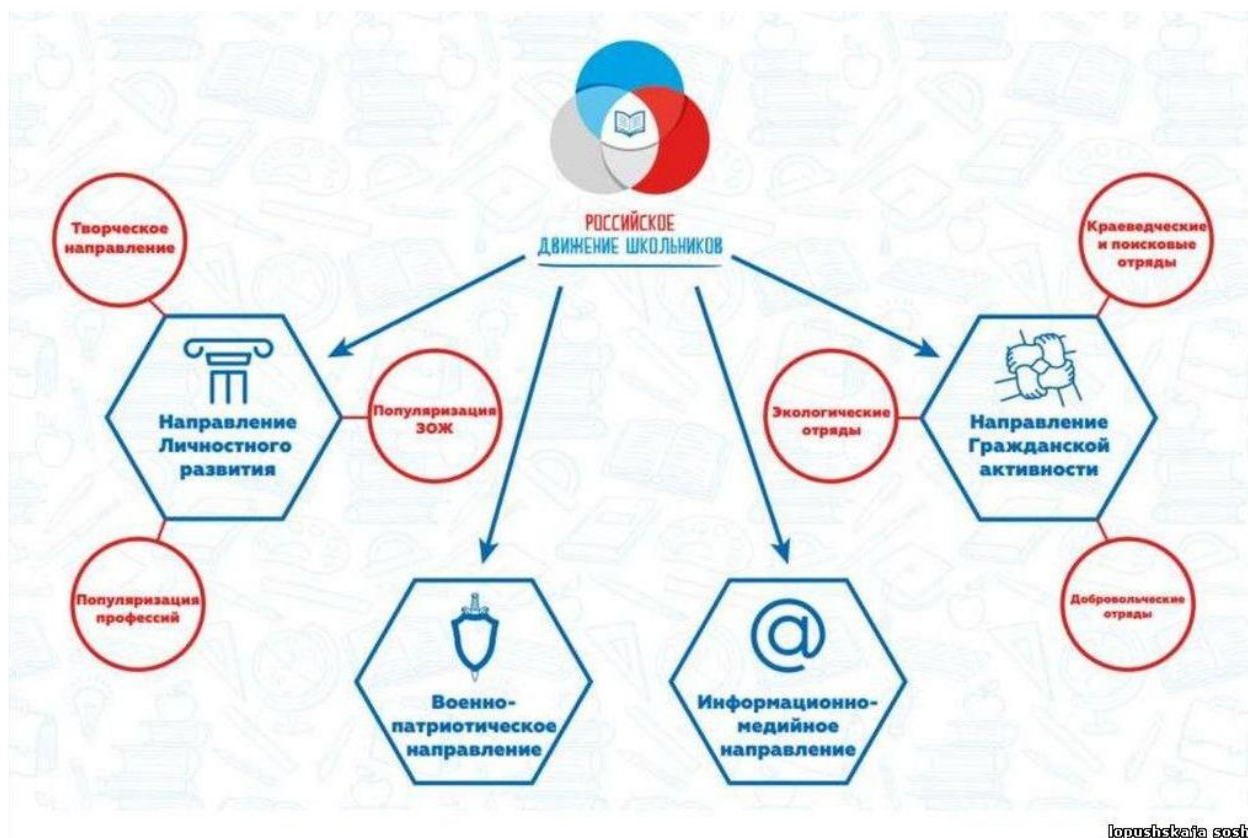 РОССИЙСКОЕ
ДВИЖЕНИЕ ШКОЛЬНИКОВ
Творческое
направление
Направление
Личностного
развития
Популяризация
ЗОЖ
Популяризация
профессий
Военно-
патриотическое
направление
Информационно-
медийное
направление
Экологические
отряды
Направление
Гражданской
активности
Краеведческие
и поисковые
отряды
Добровольческие
отряды
lopushskaja sosh